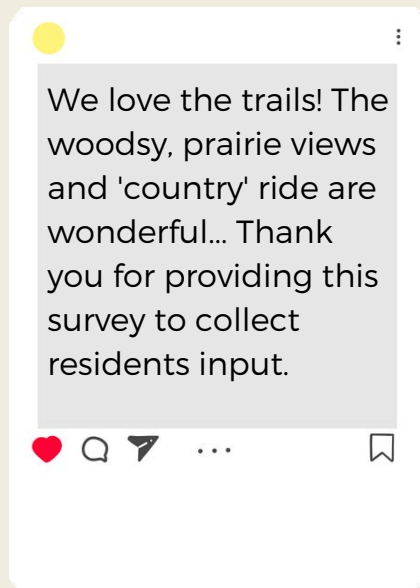 We love the trails! The
woodsy, prairie views
and 'country' ride are
wonderful... Thank
you for providing this
survey to collect
residents input.